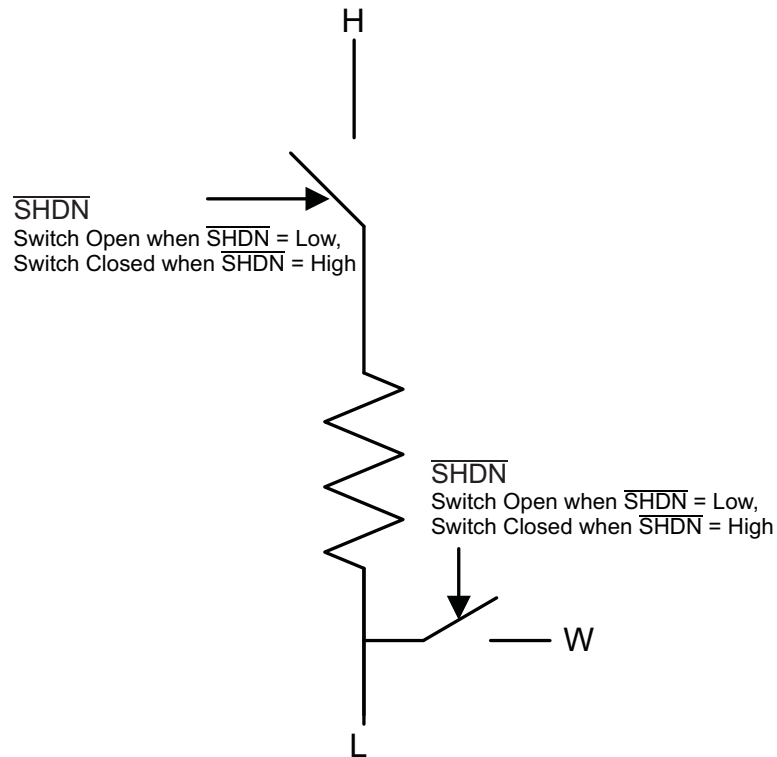 H
SHDN
Switch Open when SHDN = Low,
Switch Closed when SHDN = High
SHDN
Switch Open when SHDN = Low,
Switch Closed when SHDN = High
W
L